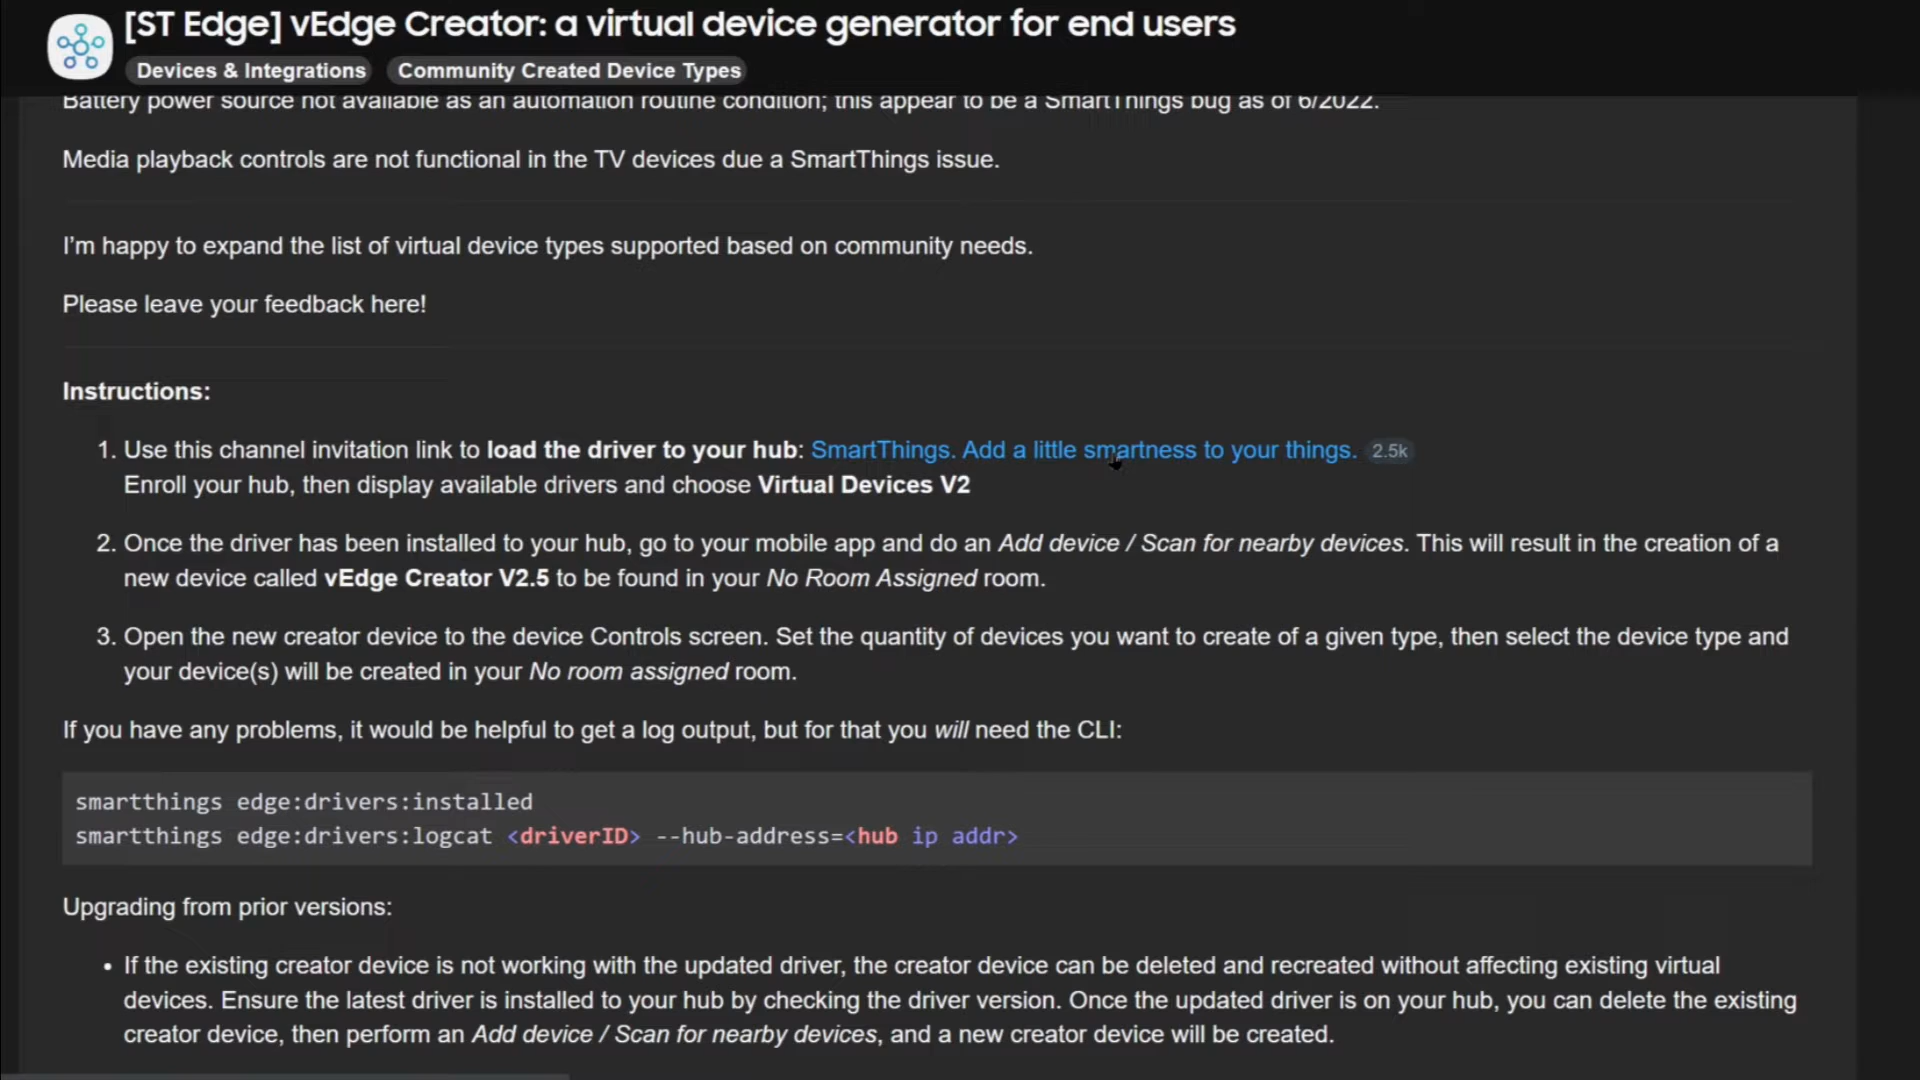 [ST Edge] vEdge Creator: a virtual device generator for end users
Devices & Integrations Community Created Device Types
Battery power source not available as an automation routine condition; this appear to be a SmartThings bug as of 6/2022.
Media playback controls are not functional in the TV devices due a SmartThings issue.
I'm happy to expand the list of virtual device types supported based on community needs.
Please leave your feedback here!
Instructions:
1. Use this channel invitation link to load the driver to your hub: SmartThings. Add a little smartness to your things. 2.5k
Enroll your hub, then display available drivers and choose Virtual Devices V2
2. Once the driver has been installed to your hub, go to your mobile app and do an Add device / Scan for nearby devices. This will result in the creation of a
new device called vEdge Creator V2.5 to be found in your No Room Assigned room.
3. Open the new creator device to the device Controls screen. Set the quantity of devices you want to create of a given type, then select the device type and
your device(s) will be created in your No room assigned room.
If you have any problems, it would be helpful to get a log output, but for that you will need the CLI:
smartthings edge:drivers:installed
smartthings edge:drivers:logcat <driverID> --hub-address=<hub ip addr>
Upgrading from prior versions:
• If the existing creator device is not working with the updated driver, the creator device can be deleted and recreated without affecting existing virtual
devices. Ensure the latest driver is installed to your hub by checking the driver version. Once the updated driver is on your hub, you can delete the existing
creator device, then perform an Add device / Scan for nearby devices, and a new creator device will be created.